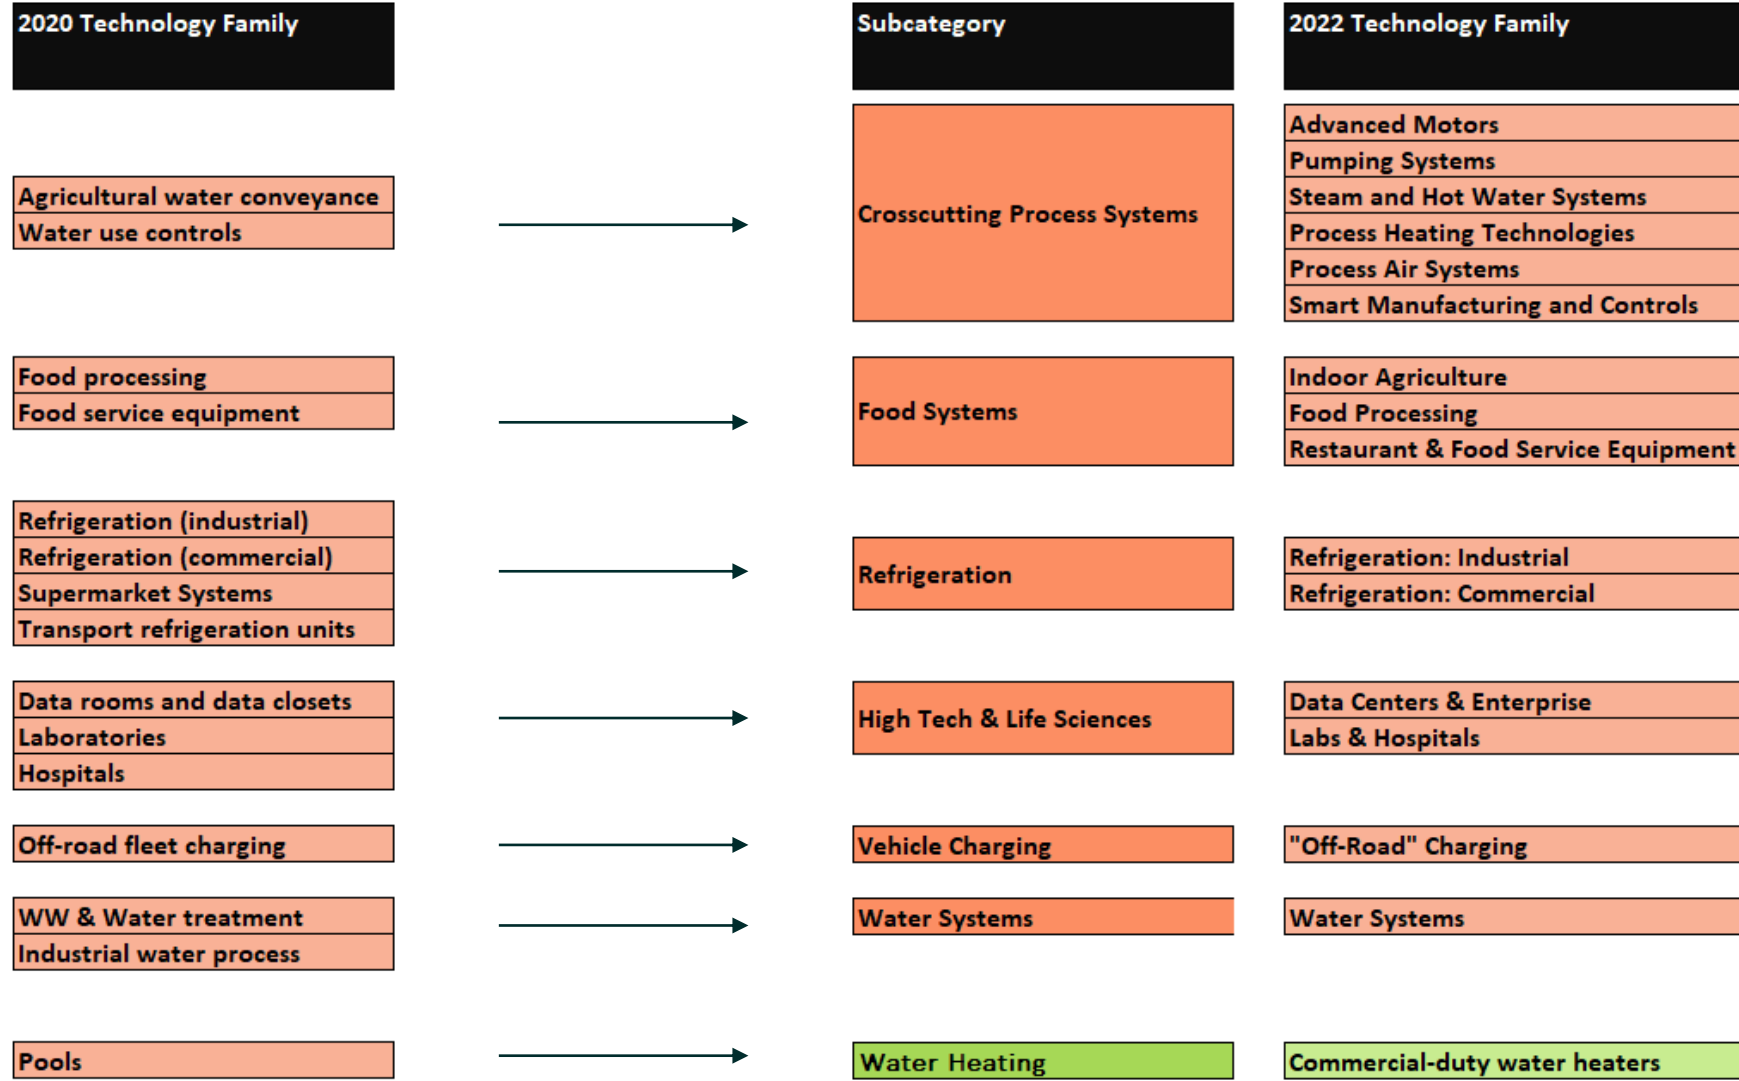 2020 Technology Family
Subcategory
2022 Technology Family
Agricultural water conveyance
Water use controls
Crosscutting Process Systems
Advanced Motors
Pumping Systems
Steam and Hot Water Systems
Process Heating Technologies
Process Air Systems
Smart Manufacturing and Controls
Food processing
Food service equipment
Food Systems
Indoor Agriculture
Food Processing
Restaurant & Food Service Equipment
Refrigeration (industrial)
Refrigeration (commercial)
Supermarket Systems
Transport refrigeration units
Refrigeration
Refrigeration: Industrial
Refrigeration: Commercial
Data rooms and data closets
Laboratories
Hospitals
High Tech & Life Sciences
Data Centers & Enterprise
Labs & Hospitals
Off-road fleet charging
Vehicle Charging
"Off-Road" Charging
WW & Water treatment
Industrial water process
Water Systems
Water Systems
Pools
Water Heating
Commercial-duty water heaters